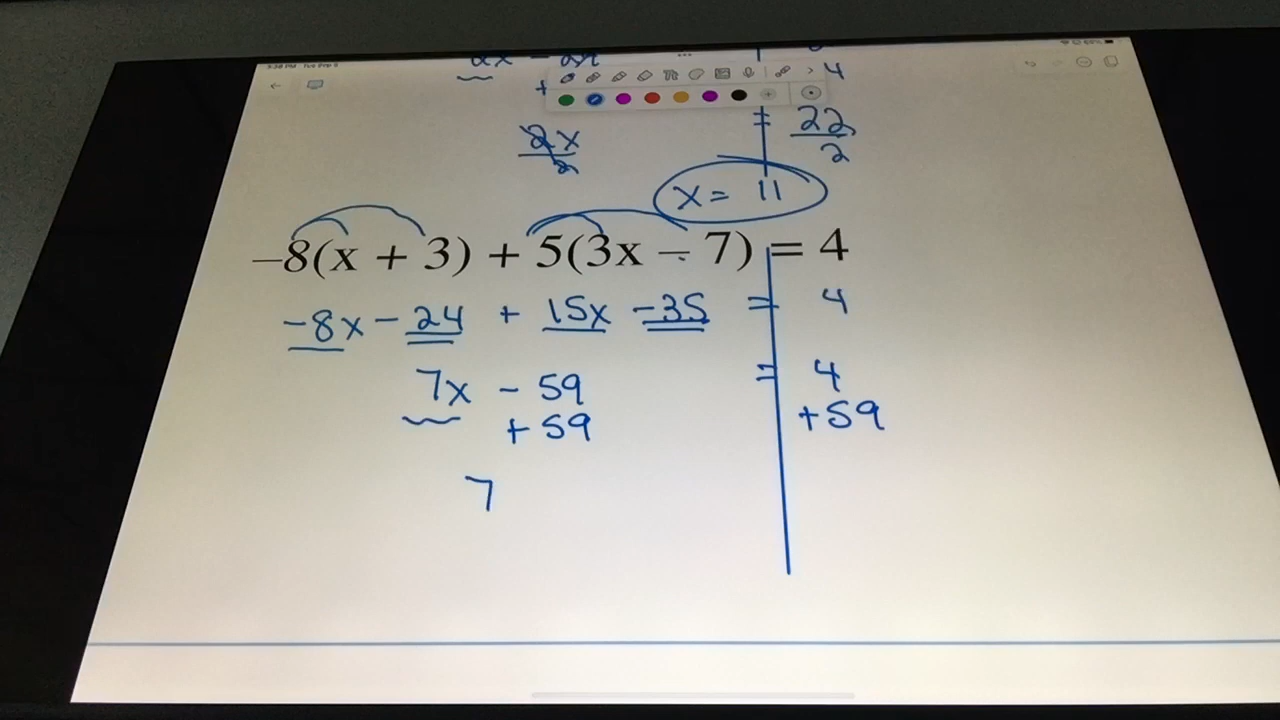 = 4
2x/2 = 22/2
x = 11
–8(x + 3) + 5(3x – 7) = 4
-8x - 24 + 15x - 35 = 4
7x - 59 = 4
+ 59 + 59
7